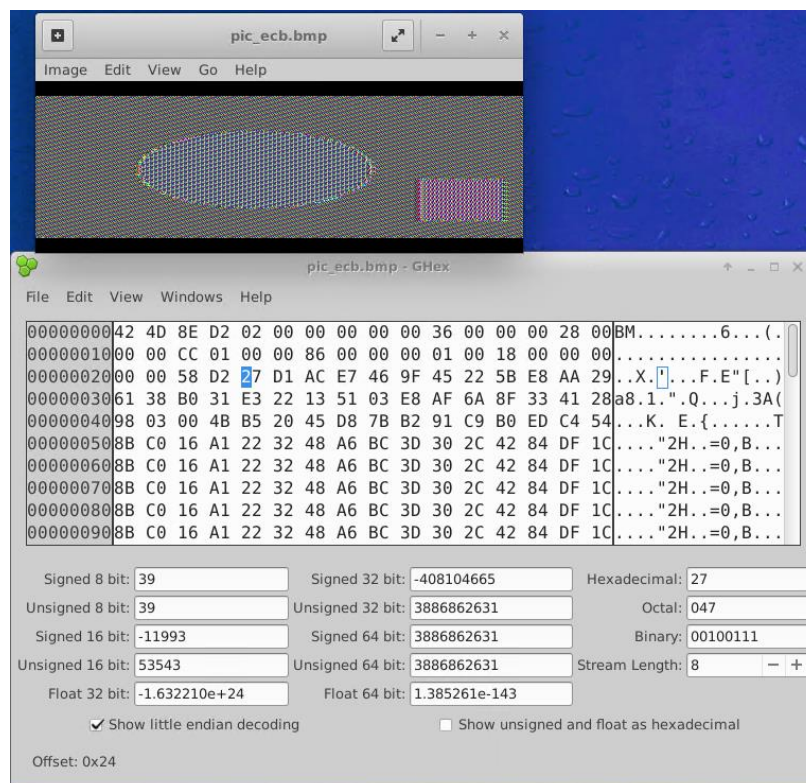 pic_ecb.bmp
Image Edit View Go Help
pic_ecb.bmp - GHex
File Edit View Windows Help
00000000 42 4D 8E D2 02 00 00 00 00 00 36 00 00 00 28 00 BM........6...(.
00000010 00 00 CC 01 00 00 86 00 00 00 01 00 18 00 00 00 ................
00000020 00 00 58 D2 27 D1 AC E7 46 9F 45 22 5B E8 AA 29 ..X.'...F.E"[..)
00000030 61 38 B0 31 E3 22 13 51 03 E8 AF 6A 8F 33 41 28 a8.1.".Q...j.3A(
00000040 98 03 00 4B B5 20 45 D8 7B B2 91 C9 B0 ED C4 54 ...K. E.{......T
00000050 8B C0 16 A1 22 32 48 A6 BC 3D 30 2C 42 84 DF 1C ...."2H..=0,B...
00000060 8B C0 16 A1 22 32 48 A6 BC 3D 30 2C 42 84 DF 1C ...."2H..=0,B...
00000070 8B C0 16 A1 22 32 48 A6 BC 3D 30 2C 42 84 DF 1C ...."2H..=0,B...
00000080 8B C0 16 A1 22 32 48 A6 BC 3D 30 2C 42 84 DF 1C ...."2H..=0,B...
00000090 8B C0 16 A1 22 32 48 A6 BC 3D 30 2C 42 84 DF 1C ...."2H..=0,B...
Signed 8 bit: 39 Signed 32 bit: -408104665 Hexadecimal: 27
Unsigned 8 bit: 39 Unsigned 32 bit: 3886862631 Octal: 047
Signed 16 bit: -11993 Signed 64 bit: 3886862631 Binary: 00100111
Unsigned 16 bit: 53543 Unsigned 64 bit: 3886862631 Stream Length: 8
Float 32 bit: -1.632210e+24 Float 64 bit: 1.385261e-143
Show little endian decoding Show unsigned and float as hexadecimal
Offset: 0x24